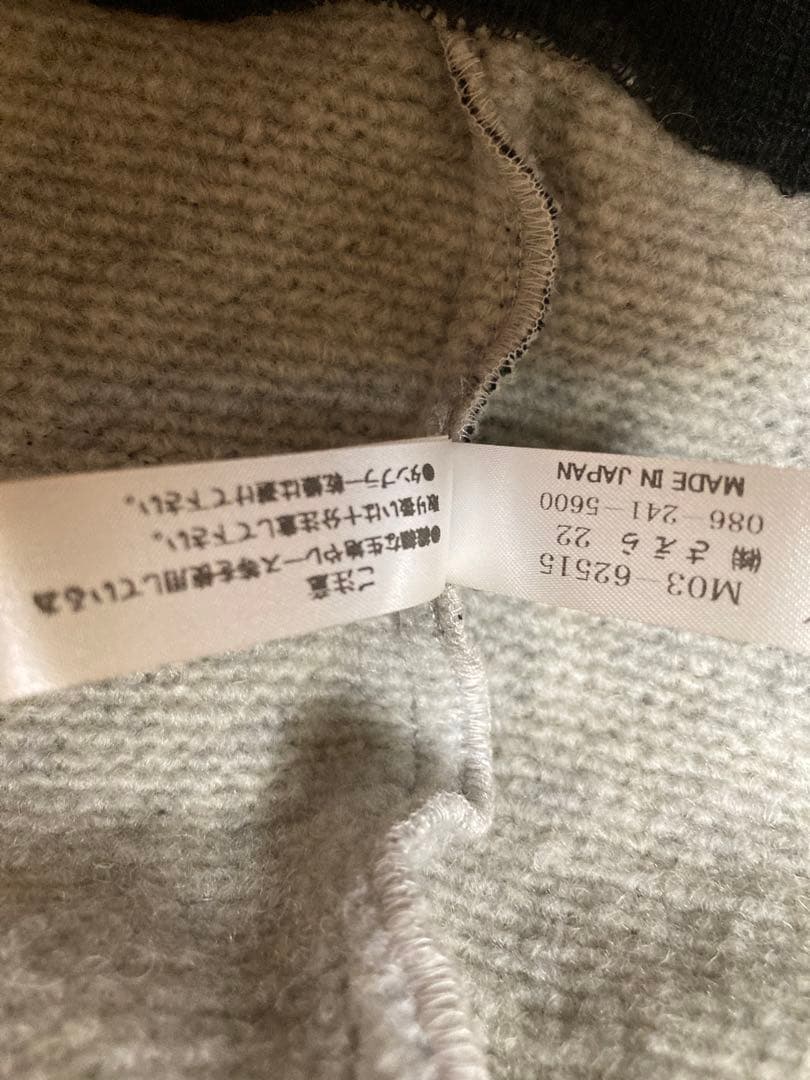 ご注意
●繊細な生地やレース等を使用している為
取り扱いは十分注意して下さい。
●タンブラー乾燥は避けて下さい。
M03-62515
㈱ さえら 22
086-241-5600
MADE IN JAPAN